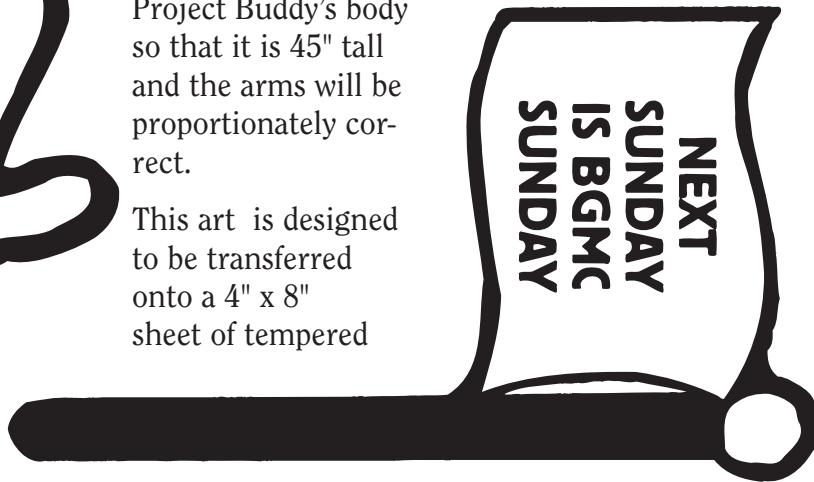 Project Buddy's body
so that it is 45" tall
and the arms will be
proportionately cor-
rect.
This art is designed
to be transferred
onto a 4" x 8"
sheet of tempered
NEXT
SUNDAY
IS BGMC
SUNDAY